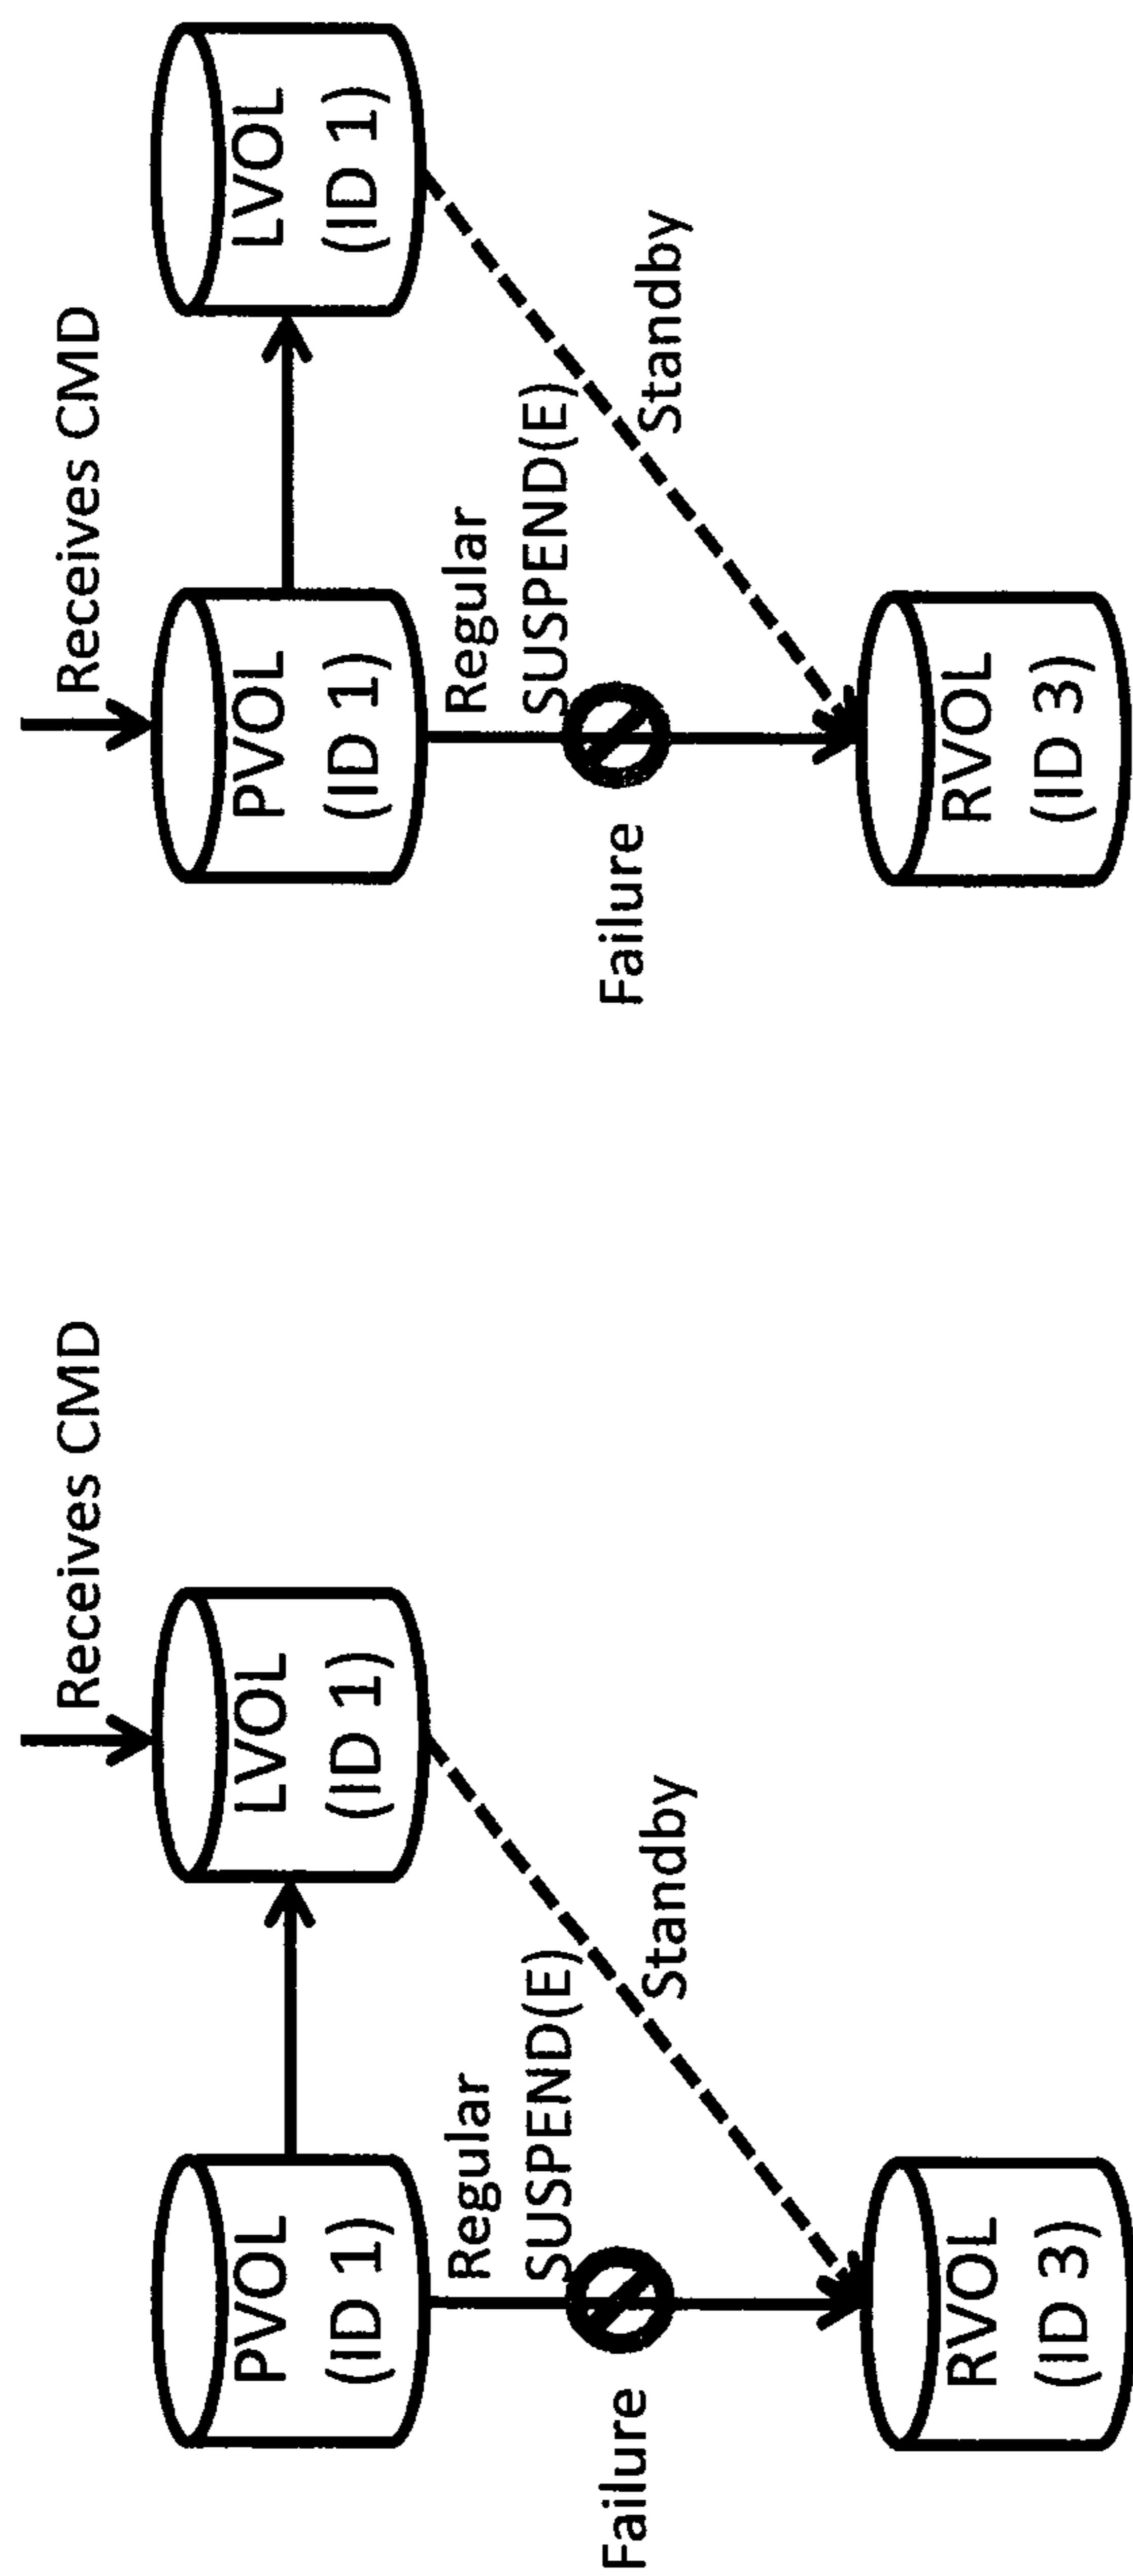 Receives CMD
PVOL
(ID 1)
LVOL
(ID 1)
Regular
SUSPEND(E)
Failure
Standby
RVOL
(ID 3)
Receives CMD
PVOL
(ID 1)
LVOL
(ID 1)
Regular
SUSPEND(E)
Failure
Standby
RVOL
(ID 3)